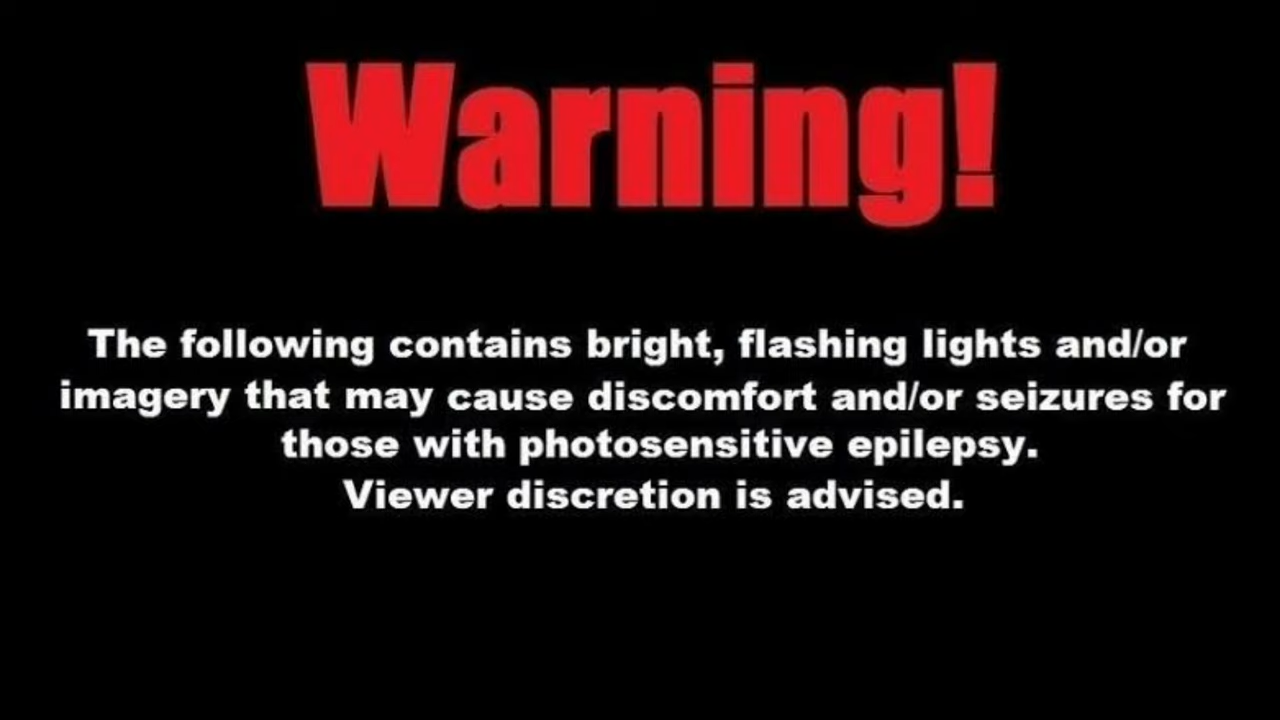 Warning!
The following contains bright, flashing lights and/or
imagery that may cause discomfort and/or seizures for
those with photosensitive epilepsy.
Viewer discretion is advised.